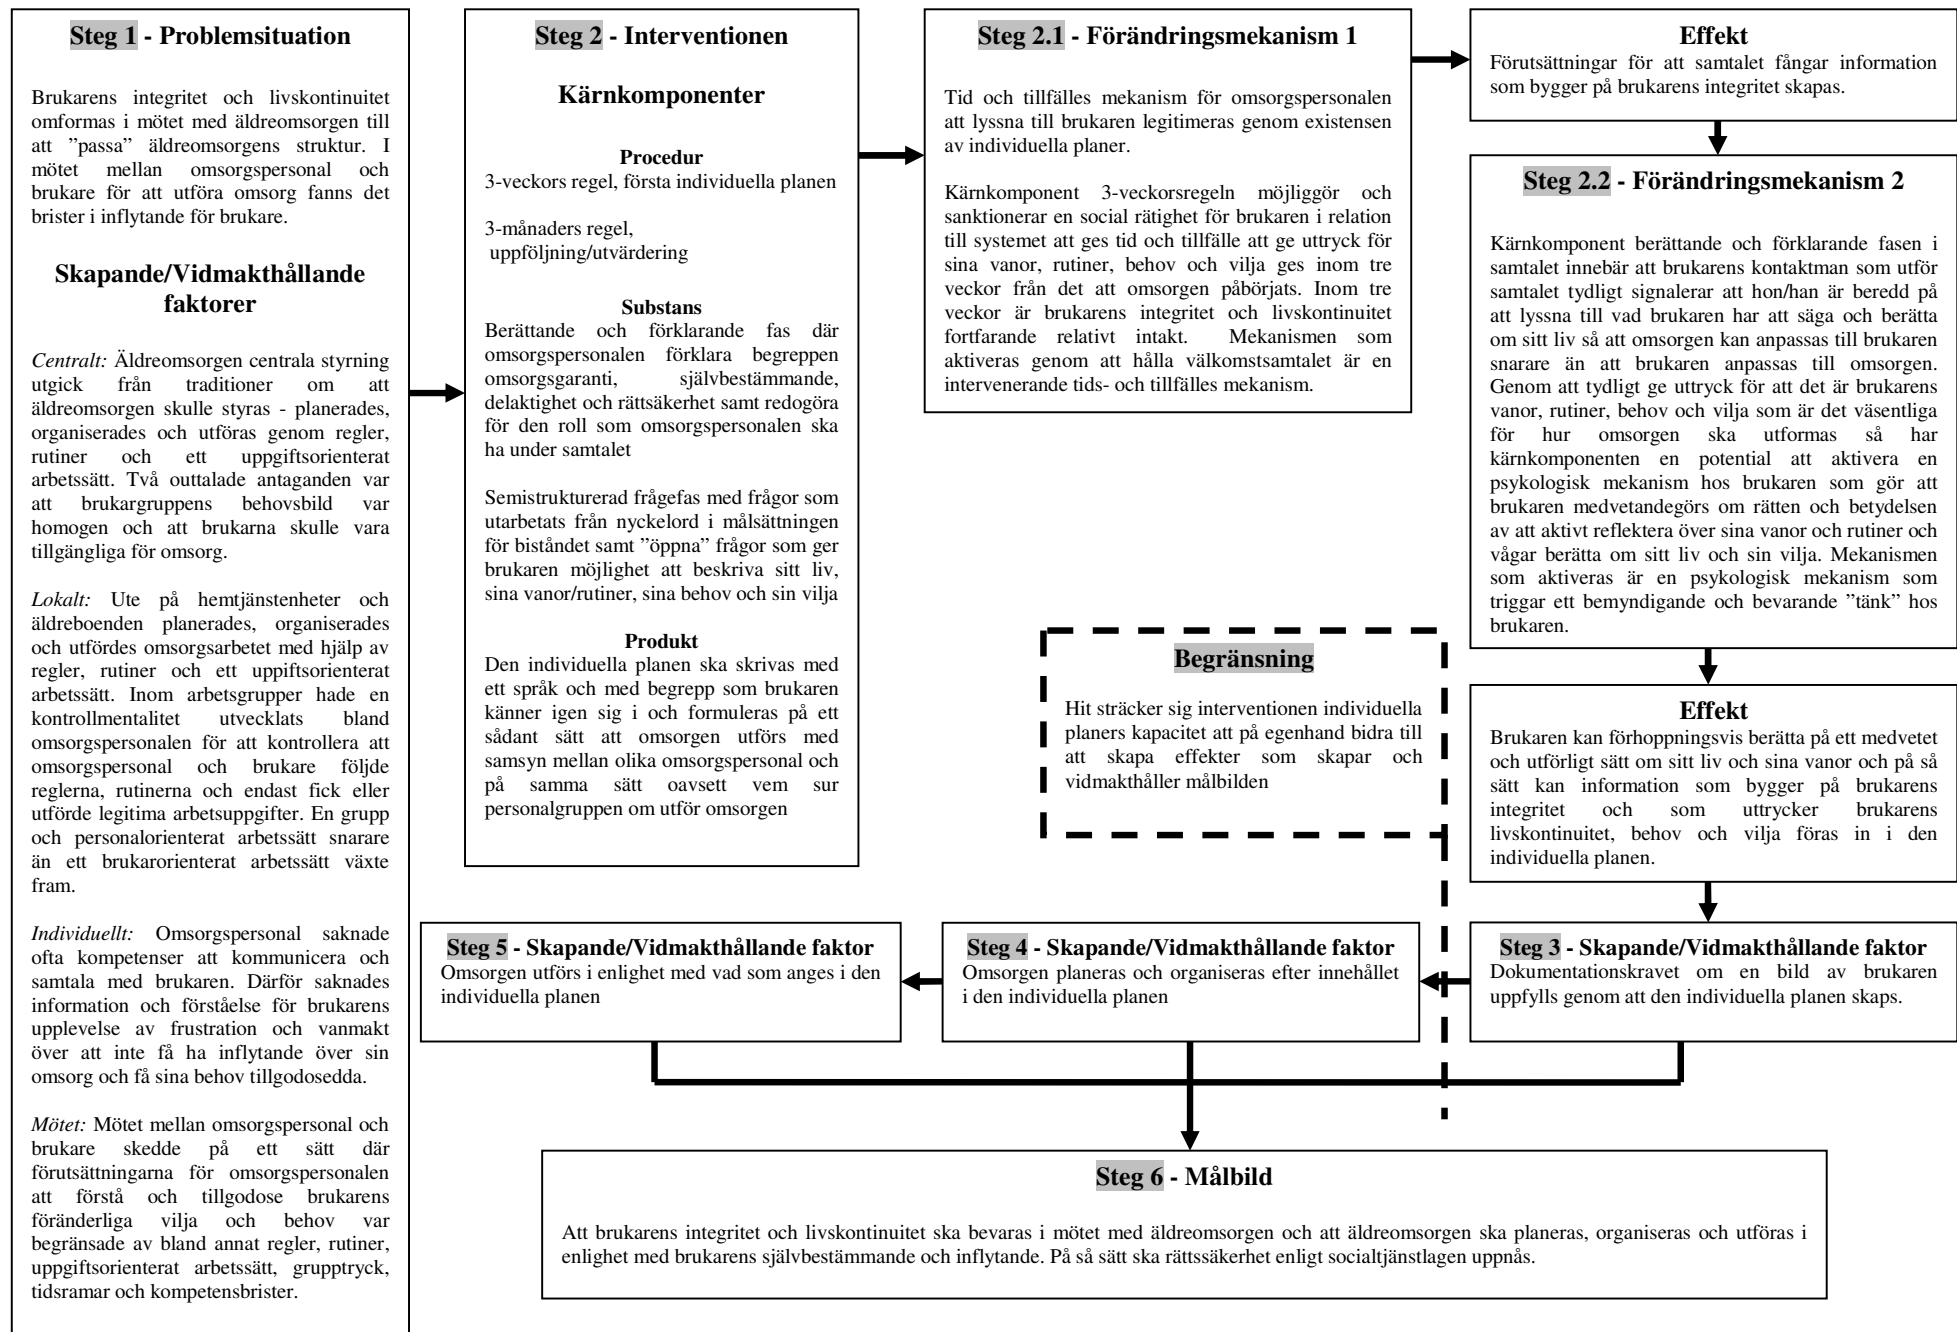 Steg 1 - Problemsituation
Brukarens integritet och livskontinuitet
omformas i mötet med äldreomsorgen till
att ”passa” äldreomsorgens struktur. I
mötet mellan omsorgspersonal och
brukare för att utföra omsorg fanns det
brister i inflytande för brukare.
Skapande/Vidmakthållande
faktorer
Centralt: Äldreomsorgen centrala styrning
utgick från traditioner om att
äldreomsorgen skulle styras - planerades,
organiserades och utföras genom regler,
rutiner och ett uppgiftsorienterat
arbetssätt. Två outtalade antaganden var
att brukargruppens behovsbild var
homogen och att brukarna skulle vara
tillgängliga för omsorg.
Lokalt: Ute på hemtjänstenheter och
äldreboenden planerades, organiserades
och utfördes omsorgsarbetet med hjälp av
regler, rutiner och ett uppiftsorienterat
arbetssätt. Inom arbetsgrupper hade en
kontrollmentalitet utvecklats bland
omsorgspersonalen för att kontrollera att
omsorgspersonal och brukare följde
reglerna, rutinerna och endast fick eller
utförde legitima arbetsuppgifter. En grupp
och personalorienterat arbetssätt snarare
än ett brukarorienterat arbetssätt växte
fram.
Individuellt: Omsorgspersonal saknade
ofta kompetenser att kommunicera och
samtala med brukaren. Därför saknades
information och förståelse för brukarens
upplevelse av frustration och vanmakt
över att inte få ha inflytande över sin
omsorg och få sina behov tillgodosedda.
Mötet: Mötet mellan omsorgspersonal och
brukare skedde på ett sätt där
förutsättningarna för omsorgspersonalen
att förstå och tillgodose brukarens
föränderliga vilja och behov var
begränsade av bland annat regler, rutiner,
uppgiftsorienterat arbetssätt, grupptryck,
tidsramar och kompetensbrister.
Steg 2 - Interventionen
Kärnkomponenter
Procedur
3-veckors regel, första individuella planen
3-månaders regel,
uppföljning/utvärdering
Substans
Berättande och förklarande fas där
omsorgspersonalen förklara begreppen
omsorgsgaranti, självbestämmande,
delaktighet och rättsäkerhet samt redogöra
för den roll som omsorgspersonalen ska
ha under samtalet
Semistrukturerad frågefas med frågor som
utarbetats från nyckelord i målsättningen
för biståndet samt ”öppna” frågor som ger
brukaren möjlighet att beskriva sitt liv,
sina vanor/rutiner, sina behov och sin vilja
Produkt
Den individuella planen ska skrivas med
ett språk och med begrepp som brukaren
känner igen sig i och formuleras på ett
sådant sätt att omsorgen utförs med
samsyn mellan olika omsorgspersonal och
på samma sätt oavsett vem sur
personalgruppen om utför omsorgen
Steg 2.1 - Förändringsmekanism 1
Tid och tillfälles mekanism för omsorgspersonalen
att lyssna till brukaren legitimeras genom existensen
av individuella planer.
Kärnkomponent 3-veckorsregeln möjliggör och
sanktionerar en social rätighet för brukaren i relation
till systemet att ges tid och tillfälle att ge uttryck för
sina vanor, rutiner, behov och vilja ges inom tre
veckor från det att omsorgen påbörjats. Inom tre
veckor är brukarens integritet och livskontinuitet
fortfarande relativt intakt. Mekanismen som
aktiveras genom att hålla välkomstsamtalet är en
intervenerande tids- och tillfälles mekanism.
Effekt
Förutsättningar för att samtalet fångar information
som bygger på brukarens integritet skapas.
Steg 2.2 - Förändringsmekanism 2
Kärnkomponent berättande och förklarande fasen i
samtalet innebär att brukarens kontaktman som utför
samtalet tydligt signalerar att hon/han är beredd på
att lyssna till vad brukaren har att säga och berätta
om sitt liv så att omsorgen kan anpassas till brukaren
snarare än att brukaren anpassas till omsorgen.
Genom att tydligt ge uttryck för att det är brukarens
vanor, rutiner, behov och vilja som är det väsentliga
för hur omsorgen ska utformas så har
kärnkomponenten en potential att aktivera en
psykologisk mekanism hos brukaren som gör att
brukaren medvetandegörs om rätten och betydelsen
av att aktivt reflektera över sina vanor och rutiner och
vågar berätta om sitt liv och sin vilja. Mekanismen
som aktiveras är en psykologisk mekanism som
triggar ett bemyndigande och bevarande ”tänk” hos
brukaren.
Begränsning
Hit sträcker sig interventionen individuella
planers kapacitet att på egenhand bidra till
att skapa effekter som skapar och
vidmakthåller målbilden
Effekt
Brukaren kan förhoppningsvis berätta på ett medvetet
och utförligt sätt om sitt liv och sina vanor och på så
sätt kan information som bygger på brukarens
integritet och som uttrycker brukarens
livskontinuitet, behov och vilja föras in i den
individuella planen.
Steg 5 - Skapande/Vidmakthållande faktor
Omsorgen utförs i enlighet med vad som anges i den
individuella planen
Steg 4 - Skapande/Vidmakthållande faktor
Omsorgen planeras och organiseras efter innehållet
i den individuella planen
Steg 3 - Skapande/Vidmakthållande faktor
Dokumentationskravet om en bild av brukaren
uppfylls genom att den individuella planen skaps.
Steg 6 - Målbild
Att brukarens integritet och livskontinuitet ska bevaras i mötet med äldreomsorgen och att äldreomsorgen ska planeras, organiseras och utföras i
enlighet med brukarens självbestämmande och inflytande. På så sätt ska rättssäkerhet enligt socialtjänstlagen uppnås.